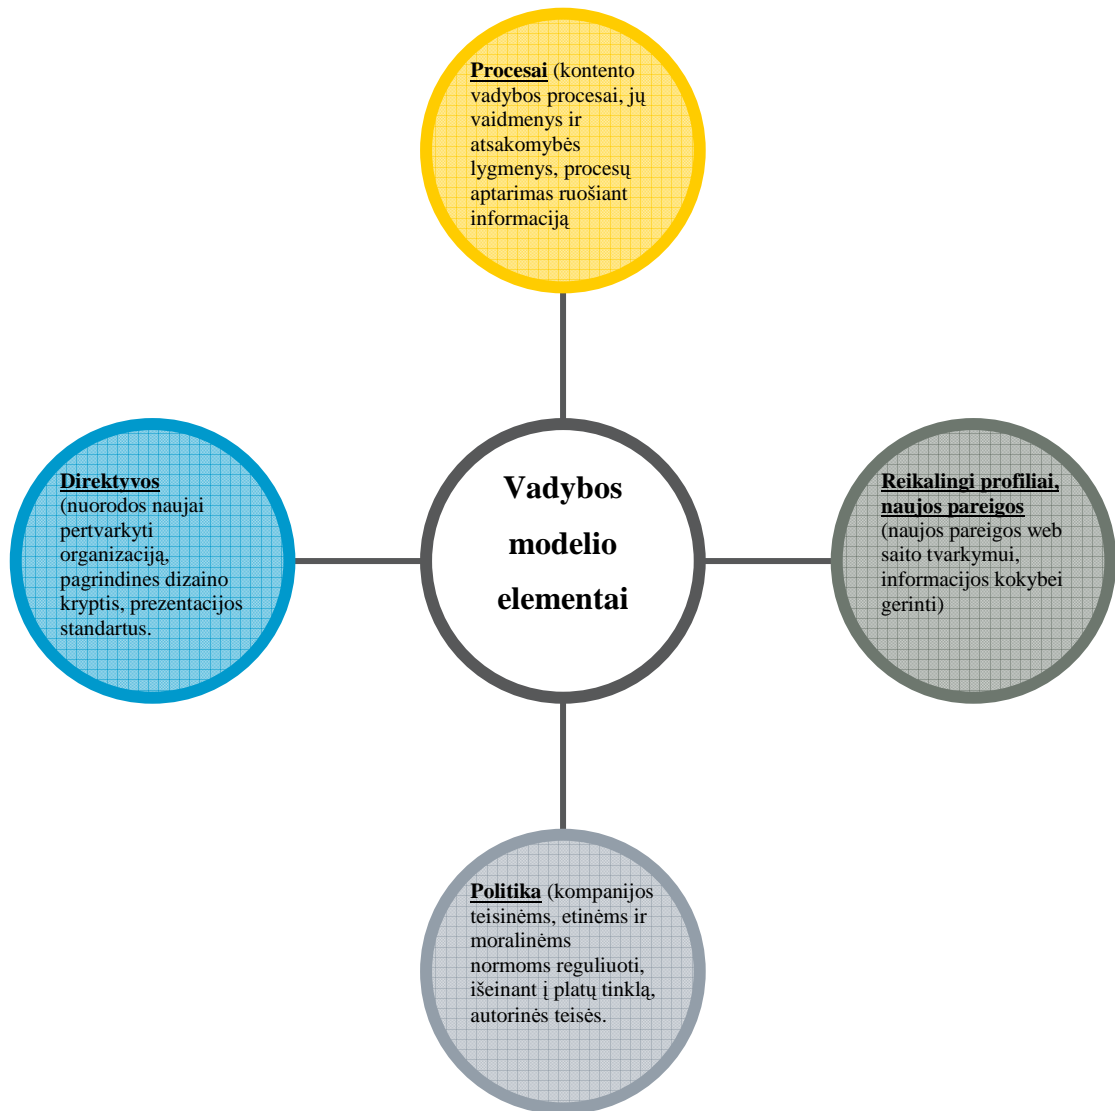 Procesai (kontento
vadybos procesai, jų
vaidmenys ir
atsakomybės
lygmenys, procesų
aptarimas ruošiant
informaciją
Direktyvos
(nuorodos naujai
pertvarkyti
organizaciją,
pagrindines dizaino
kryptis, prezentacijos
standartus.
Vadybos
modelio
elementai
Reikalingi profiliai,
naujos pareigos
(naujos pareigos web
saito tvarkymui,
informacijos kokybei
gerinti)
Politika (kompanijos
teisinėms, etinėms ir
moralinėms
normoms reguliuoti,
išeinant į platų tinklą,
autorinės teisės.